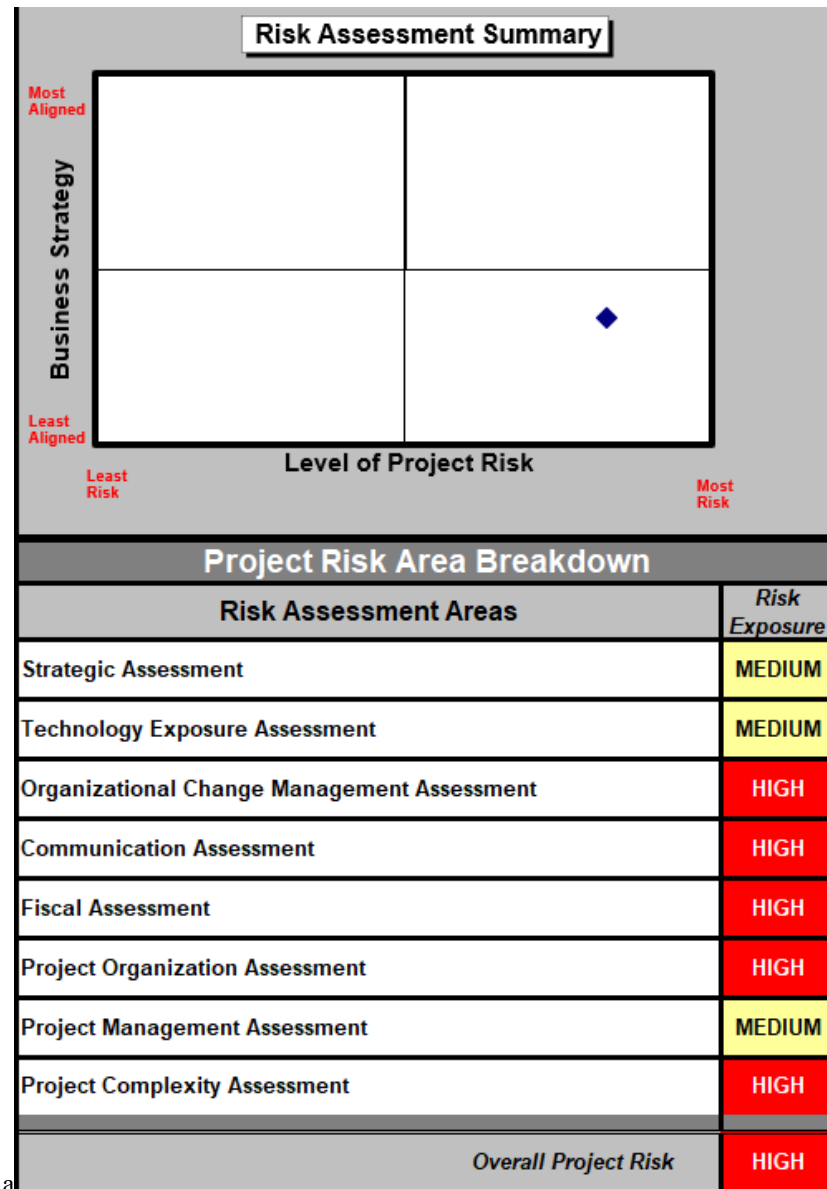 Risk Assessment Summary
Most
Aligned
Business Strategy
Least
Aligned
Level of Project Risk
Least
Risk
Most
Risk
Project Risk Area Breakdown
Risk Assessment Areas
Risk
Exposure
Strategic Assessment MEDIUM
Technology Exposure Assessment MEDIUM
Organizational Change Management Assessment HIGH
Communication Assessment HIGH
Fiscal Assessment HIGH
Project Organization Assessment HIGH
Project Management Assessment MEDIUM
Project Complexity Assessment HIGH
Overall Project Risk HIGH
a